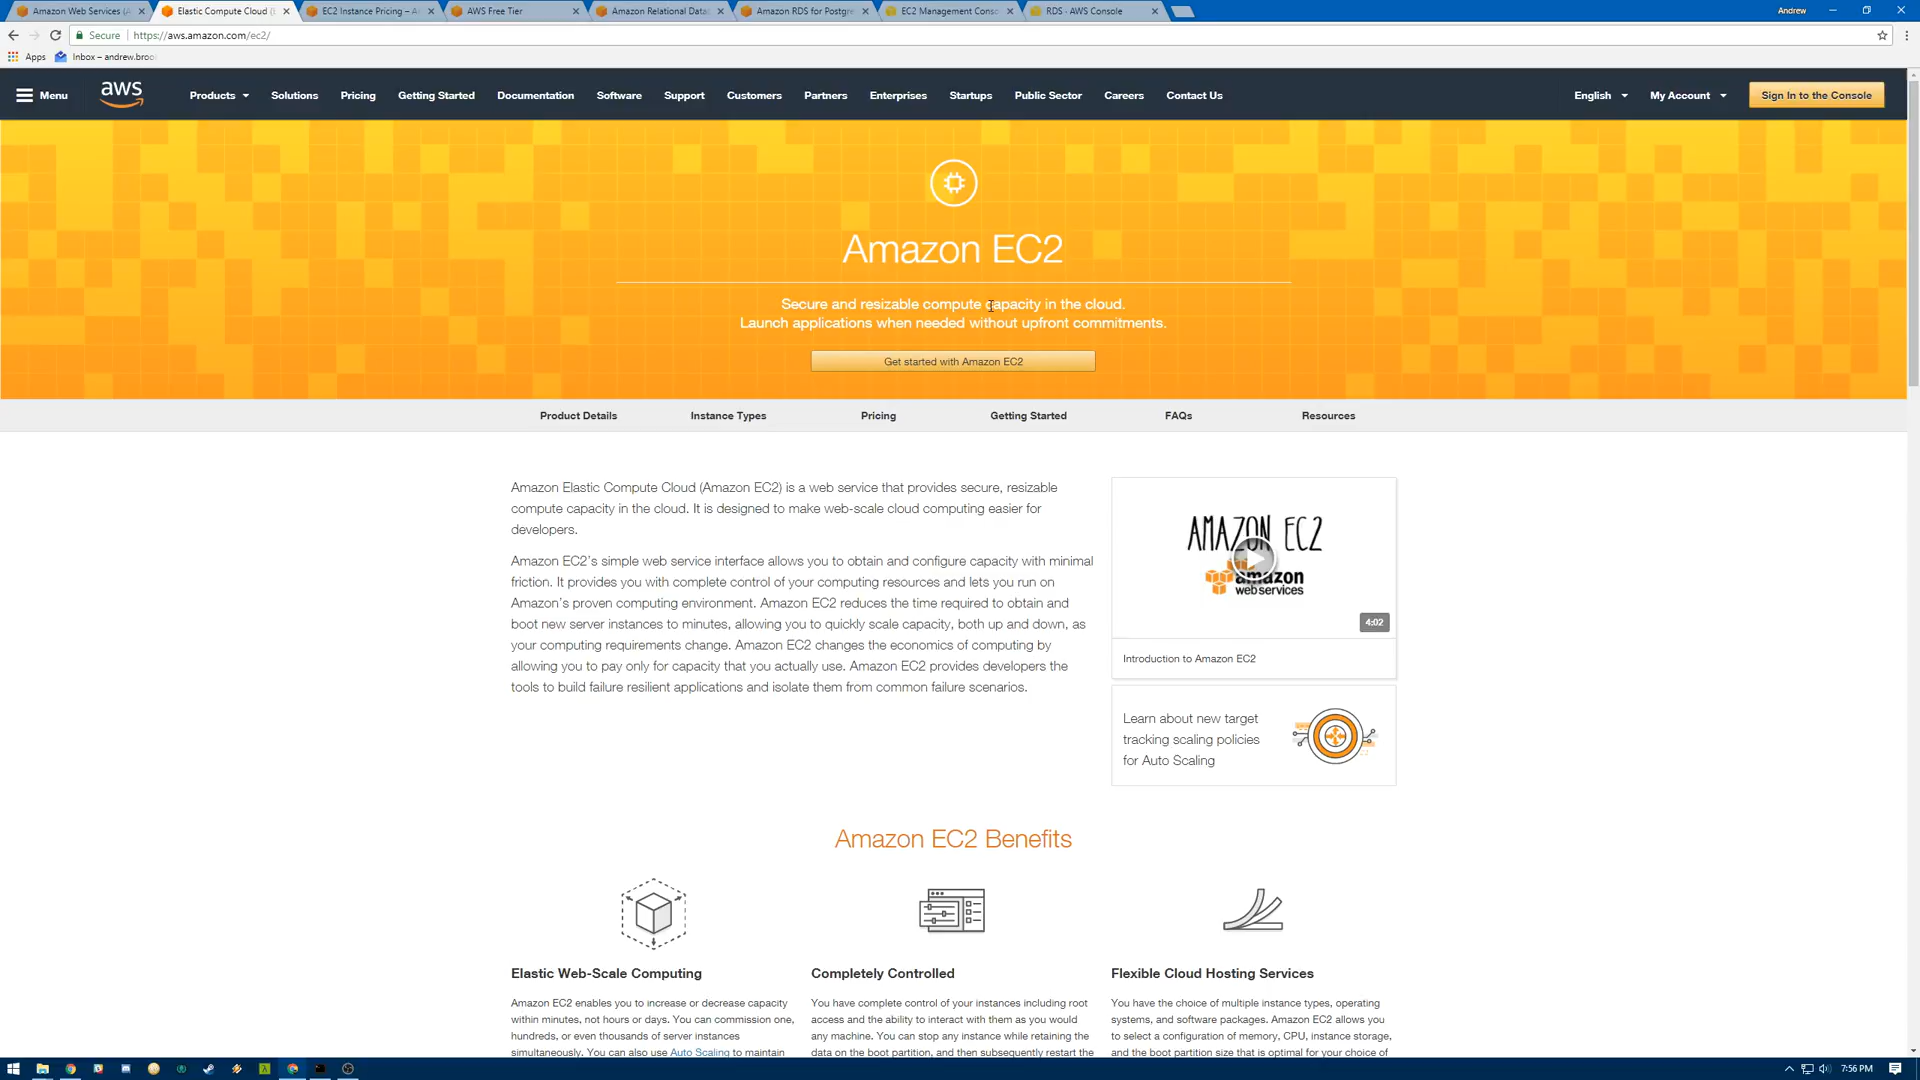 Amazon Web Services (A
Elastic Compute Cloud (
EC2 Instance Pricing – A
AWS Free Tier
Amazon Relational Data
Amazon RDS for Postgre
EC2 Management Conso
RDS · AWS Console
Andrew
Secure
https://aws.amazon.com/ec2/
Apps
Inbox – andrew.broo
Menu
aws
Products
Solutions
Pricing
Getting Started
Documentation
Software
Support
Customers
Partners
Enterprises
Startups
Public Sector
Careers
Contact Us
English
My Account
Sign In to the Console
Amazon EC2
Secure and resizable compute capacity in the cloud.
Launch applications when needed without upfront commitments.
Get started with Amazon EC2
Product Details
Instance Types
Pricing
Getting Started
FAQs
Resources
Amazon Elastic Compute Cloud (Amazon EC2) is a web service that provides secure, resizable
compute capacity in the cloud. It is designed to make web-scale cloud computing easier for
developers.
Amazon EC2's simple web service interface allows you to obtain and configure capacity with minimal
friction. It provides you with complete control of your computing resources and lets you run on
Amazon's proven computing environment. Amazon EC2 reduces the time required to obtain and
boot new server instances to minutes, allowing you to quickly scale capacity, both up and down, as
your computing requirements change. Amazon EC2 changes the economics of computing by
allowing you to pay only for capacity that you actually use. Amazon EC2 provides developers the
tools to build failure resilient applications and isolate them from common failure scenarios.
AMAZON EC2
amazon
web services
4:02
Introduction to Amazon EC2
Learn about new target
tracking scaling policies
for Auto Scaling
Amazon EC2 Benefits
Elastic Web-Scale Computing
Amazon EC2 enables you to increase or decrease capacity
within minutes, not hours or days. You can commission one,
hundreds, or even thousands of server instances
simultaneously. You can also use Auto Scaling to maintain
Completely Controlled
You have complete control of your instances including root
access and the ability to interact with them as you would
any machine. You can stop any instance while retaining the
data on the boot partition, and then subsequently restart the
Flexible Cloud Hosting Services
You have the choice of multiple instance types, operating
systems, and software packages. Amazon EC2 allows you
to select a configuration of memory, CPU, instance storage,
and the boot partition size that is optimal for your choice of
7:56 PM